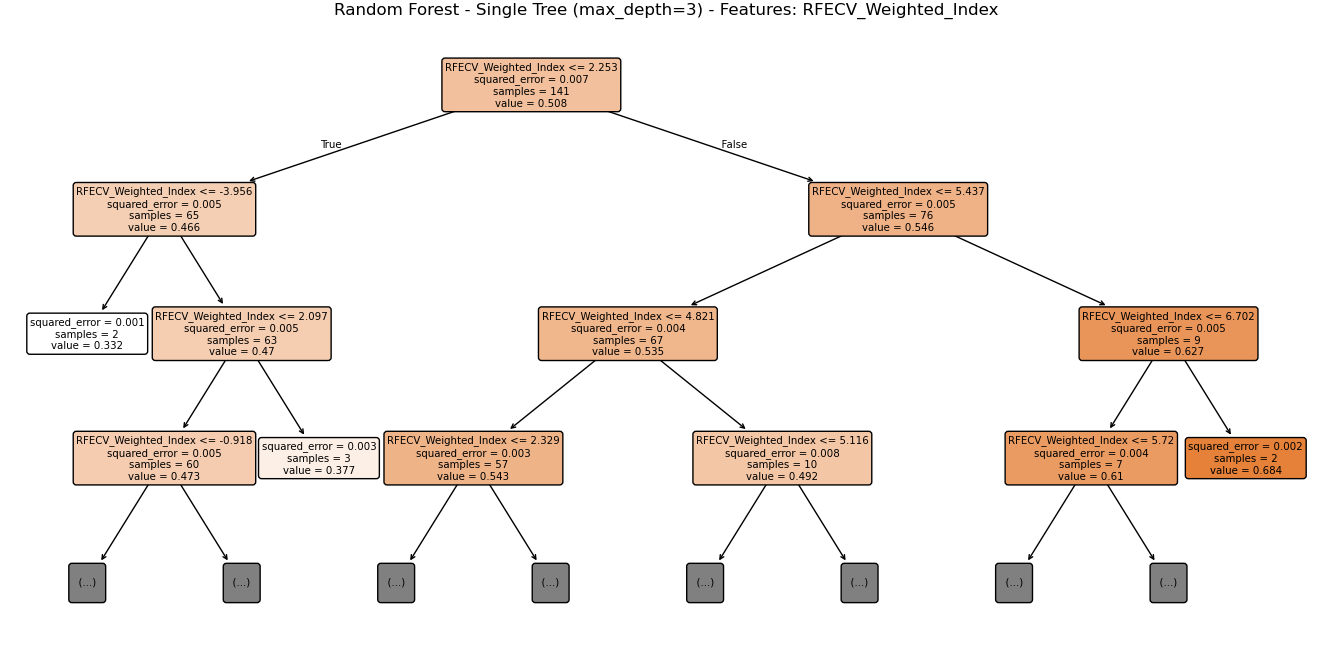 Random Forest - Single Tree (max_depth=3) - Features: RFECV_Weighted_Index
RFECV_Weighted_Index <= 2.253
squared_error = 0.007
samples = 141
value = 0.508
True
False
RFECV_Weighted_Index <= -3.956
squared_error = 0.005
samples = 65
value = 0.466
RFECV_Weighted_Index <= 5.437
squared_error = 0.005
samples = 76
value = 0.546
squared_error = 0.001
samples = 2
value = 0.332
RFECV_Weighted_Index <= 2.097
squared_error = 0.005
samples = 63
value = 0.47
RFECV_Weighted_Index <= 4.821
squared_error = 0.004
samples = 67
value = 0.535
RFECV_Weighted_Index <= 6.702
squared_error = 0.005
samples = 9
value = 0.627
RFECV_Weighted_Index <= -0.918
squared_error = 0.005
samples = 60
value = 0.473
squared_error = 0.003
samples = 3
value = 0.377
RFECV_Weighted_Index <= 2.329
squared_error = 0.003
samples = 57
value = 0.543
RFECV_Weighted_Index <= 5.116
squared_error = 0.008
samples = 10
value = 0.492
RFECV_Weighted_Index <= 5.72
squared_error = 0.004
samples = 7
value = 0.61
squared_error = 0.002
samples = 2
value = 0.684
(...)
(...)
(...)
(...)
(...)
(...)
(...)
(...)